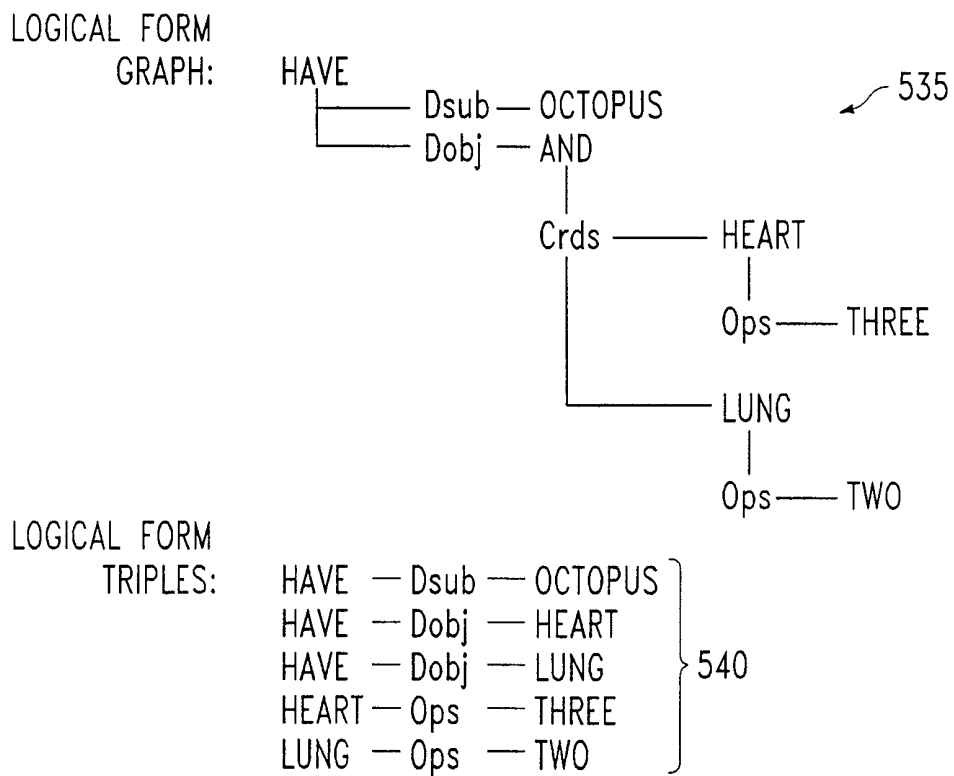 LOGICAL FORM
GRAPH: HAVE
535
Dsub — OCTOPUS
Dobj — AND
Crds — HEART
Ops — THREE
LUNG
Ops — TWO
LOGICAL FORM
TRIPLES: HAVE — Dsub — OCTOPUS
HAVE — Dobj — HEART
HAVE — Dobj — LUNG
540
HEART — Ops — THREE
LUNG — Ops — TWO